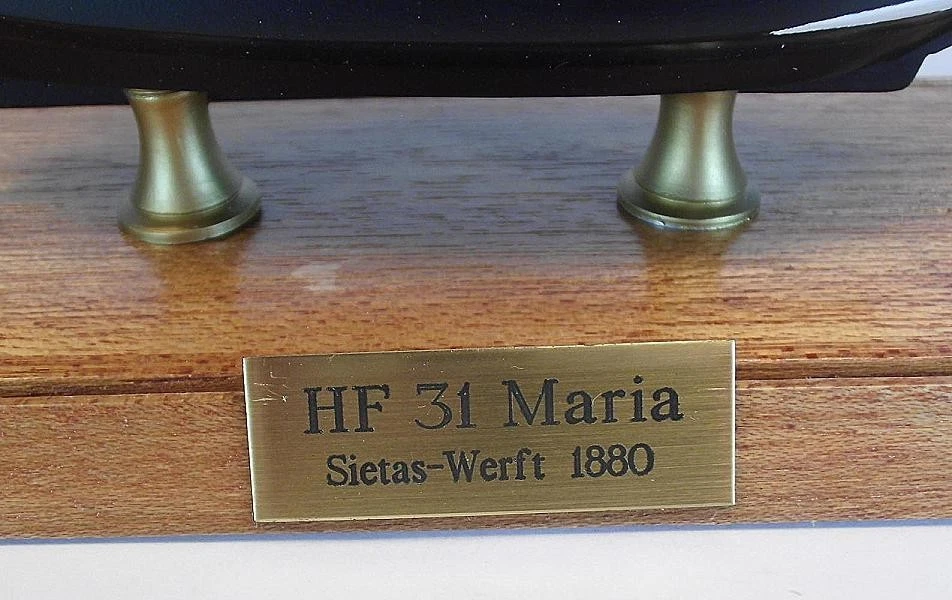 HF 31 Maria
Sietas-Werft 1880